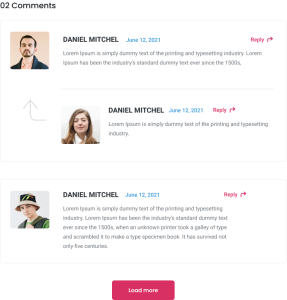 02 Comments
DANIEL MITCHEL June 12, 2021 Reply
Lorem Ipsum is simply dummy text of the printing and typesetting industry. Lorem
Ipsum has been the industry's standard dummy text ever since the 1500s,
DANIEL MITCHEL June 12, 2021 Reply
Lorem Ipsum is simply dummy text of the printing and typesetting
industry.
DANIEL MITCHEL June 12, 2021 Reply
Lorem Ipsum is simply dummy text of the printing and typesetting
industry. Lorem Ipsum has been the industry's standard dummy text
ever since the 1500s, when an unknown printer took a galley of type
and scrambled it to make a type specimen book. It has survived not
only five centuries.
Load more